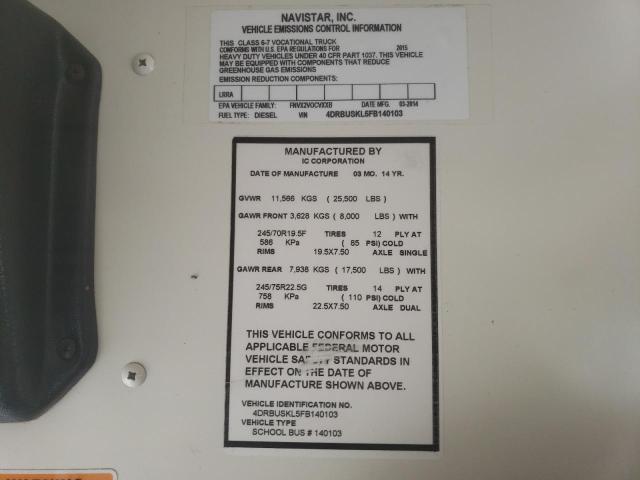 NAVISTAR, INC.
VEHICLE EMISSIONS CONTROL INFORMATION
THIS CLASS 6-7 VOCATIONAL TRUCK
CONFORMS WITH U.S. EPA REGULATIONS FOR 2015
HEAVY DUTY VEHICLES UNDER 40 CFR PART 1037. THIS VEHICLE
MAY BE EQUIPPED WITH COMPONENTS THAT REDUCE
GREENHOUSE GAS EMISSIONS
EMISSION REDUCTION COMPONENTS:
LRRA
EPA VEHICLE FAMILY: FNVX2VOCVXXB DATE MFG. 03-2014
FUEL TYPE: DIESEL VIN 4DRBUSKL5FB140103
MANUFACTURED BY
IC CORPORATION
DATE OF MANUFACTURE 03 MO. 14 YR.
GVWR 11,566 KGS ( 25,500 LBS )
GAWR FRONT 3,628 KGS ( 8,000 LBS ) WITH
245/70R19.5F TIRES 12 PLY AT
586 KPa ( 85 PSI) COLD
RIMS 19.5X7.50 AXLE SINGLE
GAWR REAR 7,938 KGS ( 17,500 LBS ) WITH
245/75R22.5G TIRES 14 PLY AT
758 KPa ( 110 PSI) COLD
RIMS 22.5X7.50 AXLE DUAL
THIS VEHICLE CONFORMS TO ALL
APPLICABLE FEDERAL MOTOR
VEHICLE SAFETY STANDARDS IN
EFFECT ON THE DATE OF
MANUFACTURE SHOWN ABOVE.
VEHICLE IDENTIFICATION NO.
4DRBUSKL5FB140103
VEHICLE TYPE
SCHOOL BUS # 140103